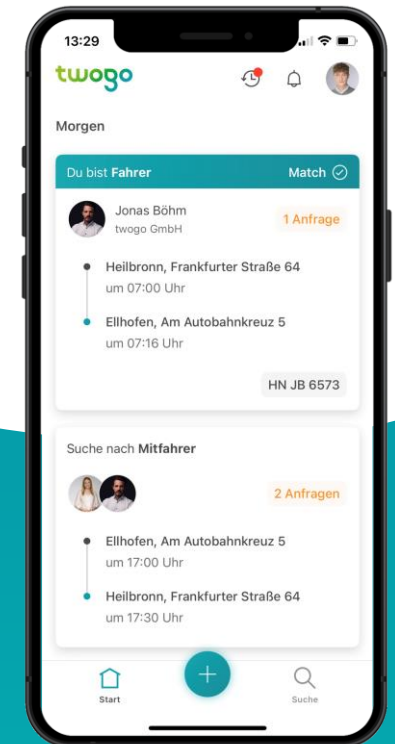 13:29
twogo
Morgen
Du bist Fahrer Match
Jonas Böhm
twogo GmbH
1 Anfrage
Heilbronn, Frankfurter Straße 64
um 07:00 Uhr
Ellhofen, Am Autobahnkreuz 5
um 07:16 Uhr
HN JB 6573
Suche nach Mitfahrer
2 Anfragen
Ellhofen, Am Autobahnkreuz 5
um 17:00 Uhr
Heilbronn, Frankfurter Straße 64
um 17:30 Uhr
Start
Suche